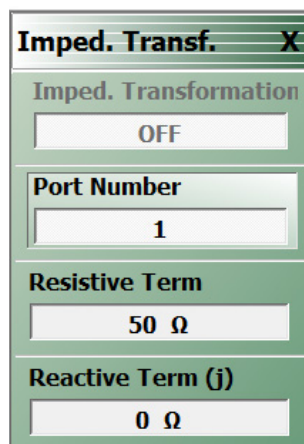 Imped. Transf. X
Imped. Transformation
OFF
Port Number
1
Resistive Term
50 Ω
Reactive Term (j)
0 Ω